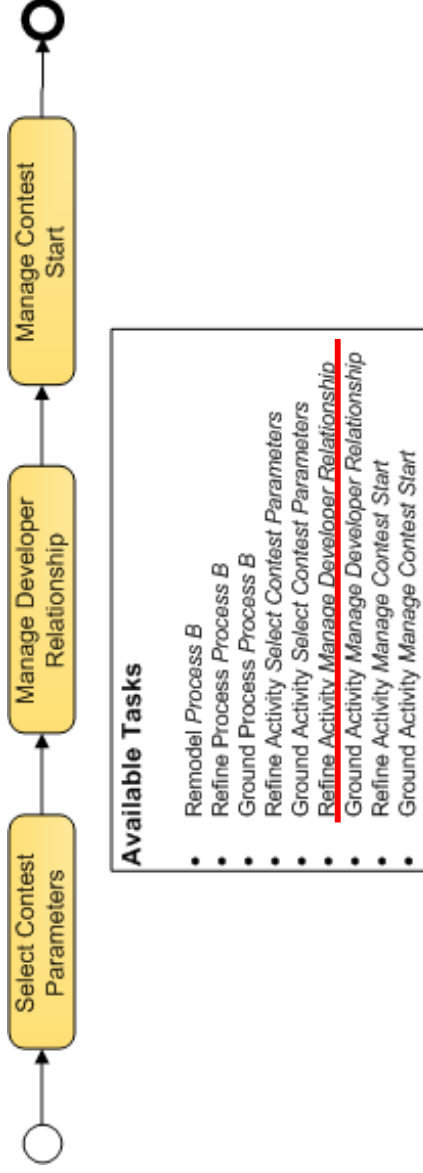 Select Contest
Parameters
Manage Developer
Relationship
Manage Contest
Start
Available Tasks
• Remodel Process B
• Refine Process Process B
• Ground Process Process B
• Refine Activity Select Contest Parameters
• Ground Activity Select Contest Parameters
• Refine Activity Manage Developer Relationship
• Ground Activity Manage Developer Relationship
• Refine Activity Manage Contest Start
• Ground Activity Manage Contest Start